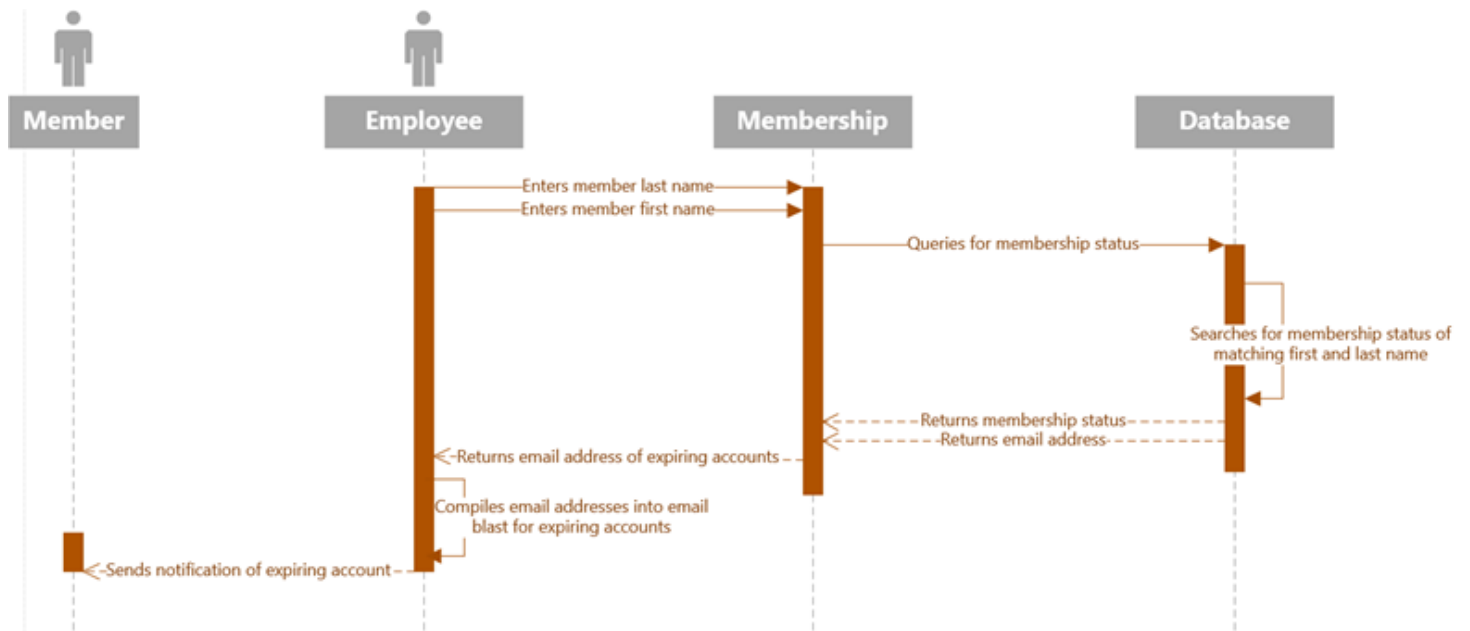 Member
Employee
Membership
Database
Enters member last name
Enters member first name
Queries for membership status
Searches for membership status of
matching first and last name
Returns membership status
Returns email address
Returns email address of expiring accounts
Compiles email addresses into email
blast for expiring accounts
Sends notification of expiring account